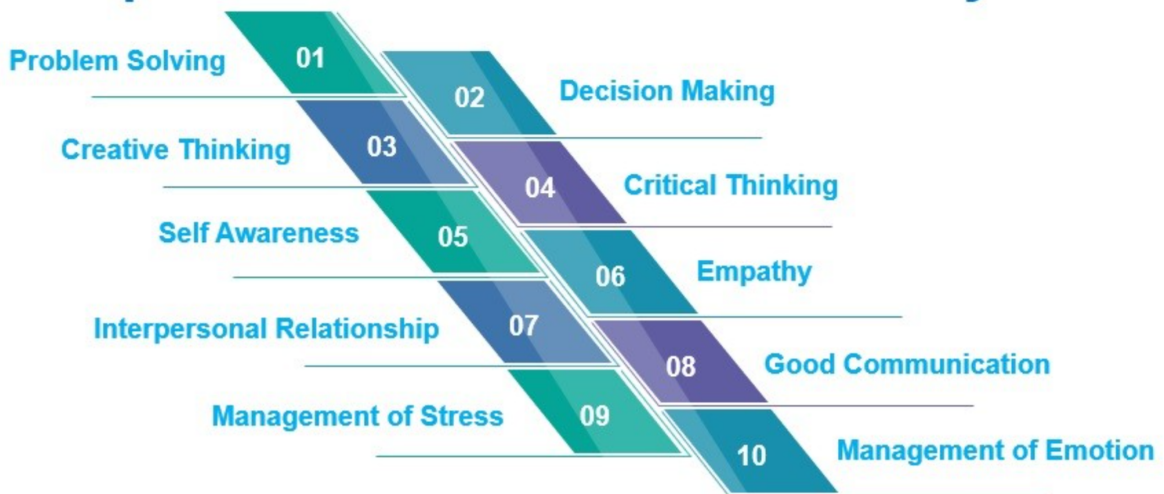 Problem Solving
01
02
Decision Making
Creative Thinking
03
04
Critical Thinking
Self Awareness
05
06
Empathy
Interpersonal Relationship
07
08
Good Communication
Management of Stress
09
10
Management of Emotion